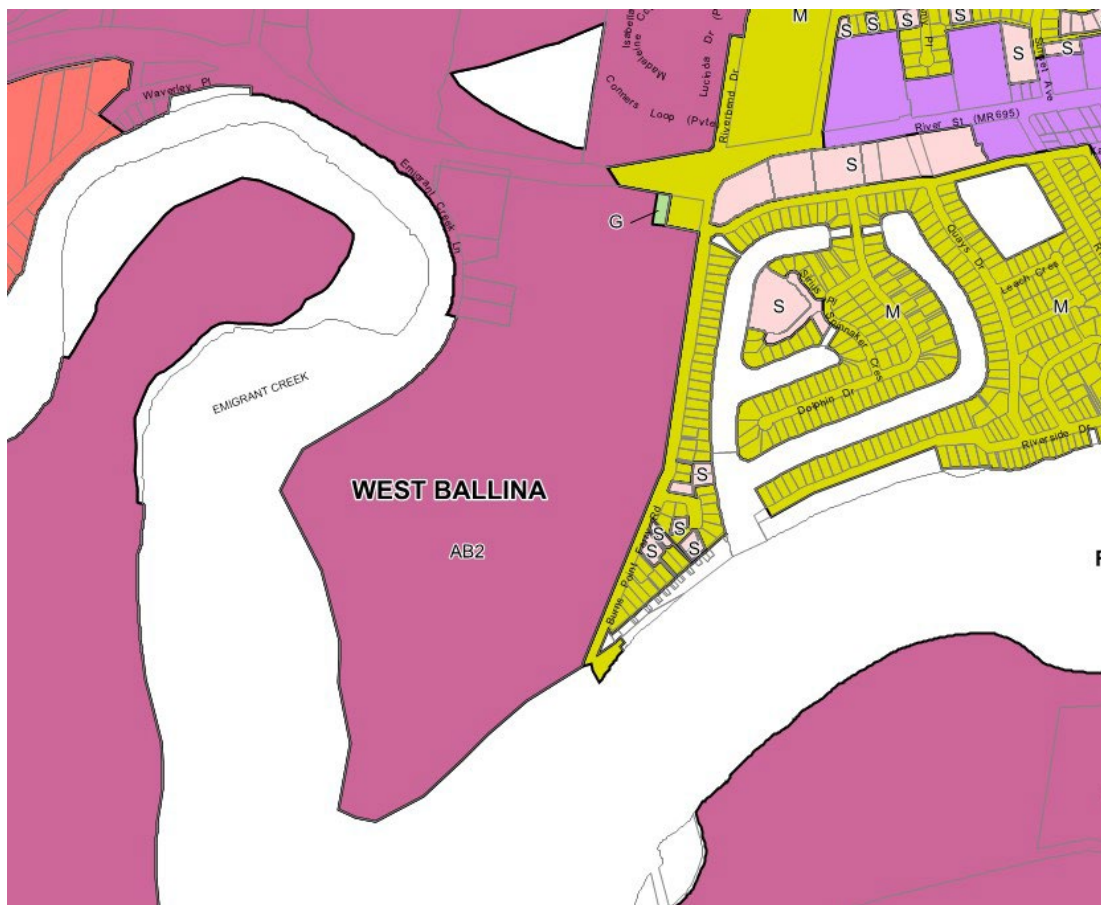 M
S
S
S
S
Pl
S
S
Sunset Ave
Isabella
Madeleine
Lucinda Dr (P
Conners Loop (Pvte
Riverbend Dr
River St (MR695)
Waverley Pl
S
Emigrant Creek Ln
G
Quays Dr
Leach Cres
Sirius Pl
S
M
M
Spinnaker Cres
EMIGRANT CREEK
Dolphin Dr
Riverside Dr
S
WEST BALLINA
AB2
Burns Point Ferry Rd
S
S
S
S